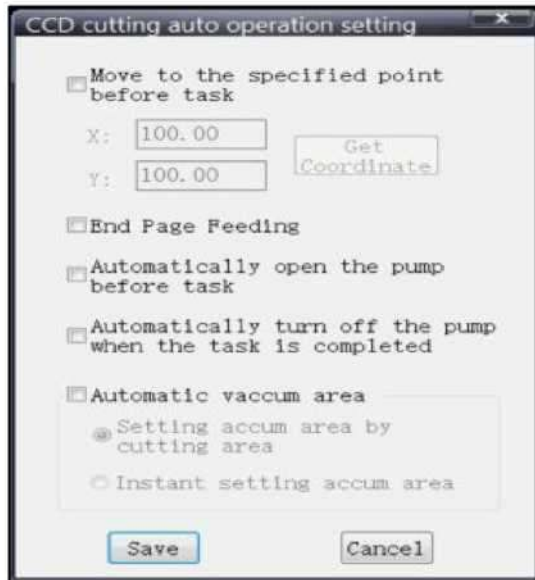 CCD cutting auto operation setting
Move to the specified point
before task
X: 100.00
Get
Coordinate
Y: 100.00
End Page Feeding
Automatically open the pump
before task
Automatically turn off the pump
when the task is completed
Automatic vaccum area
Setting accum area by
cutting area
Instant setting accum area
Save
Cancel